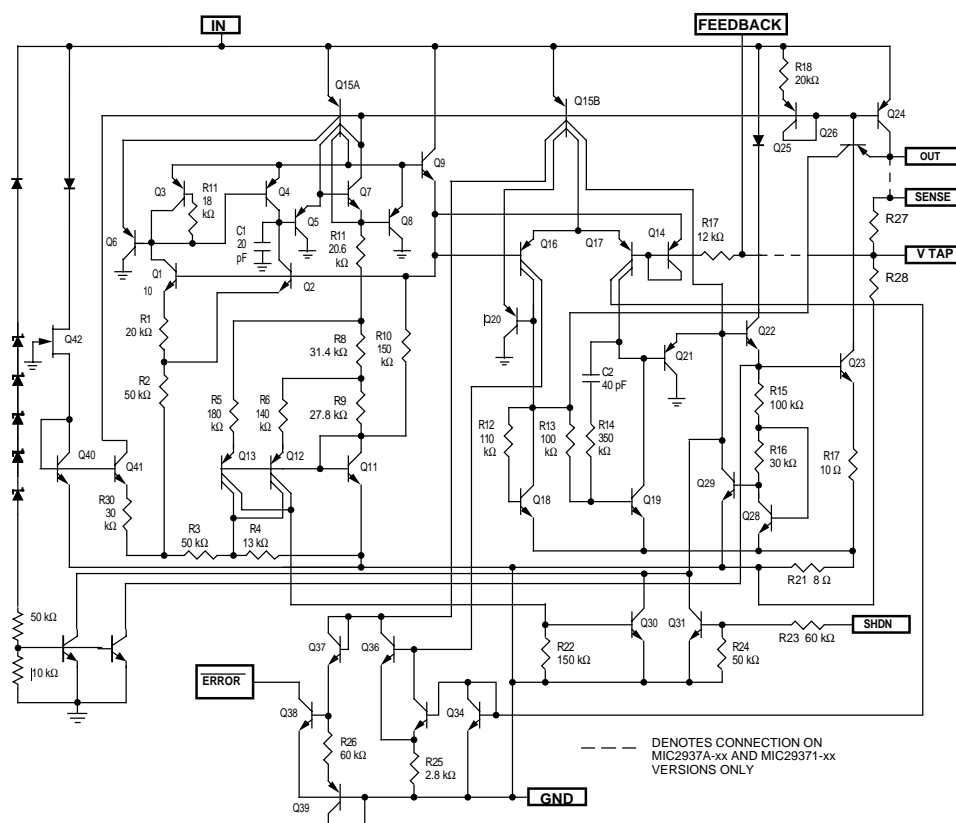 IN
FEEDBACK
R18
20kΩ
Q15A
Q15B
Q24
Q26
Q25
Q9
OUT
SENSE
Q3
R11
18
kΩ
Q4
Q7
Q5
Q8
Q6
C1
20
pF
R11
20.6
kΩ
Q16
Q17
Q14
R17
12 kΩ
R27
V TAP
R28
Q1
10
Q2
R1
20 kΩ
R10
150
kΩ
Q20
Q42
R8
31.4 kΩ
Q21
Q22
Q23
R2
50 kΩ
R5
180
kΩ
R6
140
kΩ
R9
27.8 kΩ
C2
40 pF
R15
100 kΩ
R12
110
kΩ
R13
100
kΩ
R14
350
kΩ
R16
30 kΩ
R17
10 Ω
Q40
Q41
Q13
Q12
Q11
Q29
Q18
Q19
Q28
R30
30
kΩ
R3
50 kΩ
R4
13 kΩ
R21 8 Ω
50 kΩ
10 kΩ
Q37
Q36
R22
150 kΩ
Q30
Q31
R24
50 kΩ
R23 60 kΩ
SHDN
ERROR
Q38
Q34
R26
60 kΩ
R25
2.8 kΩ
Q39
GND
DENOTES CONNECTION ON
MIC2937A-xx AND MIC29371-xx
VERSIONS ONLY